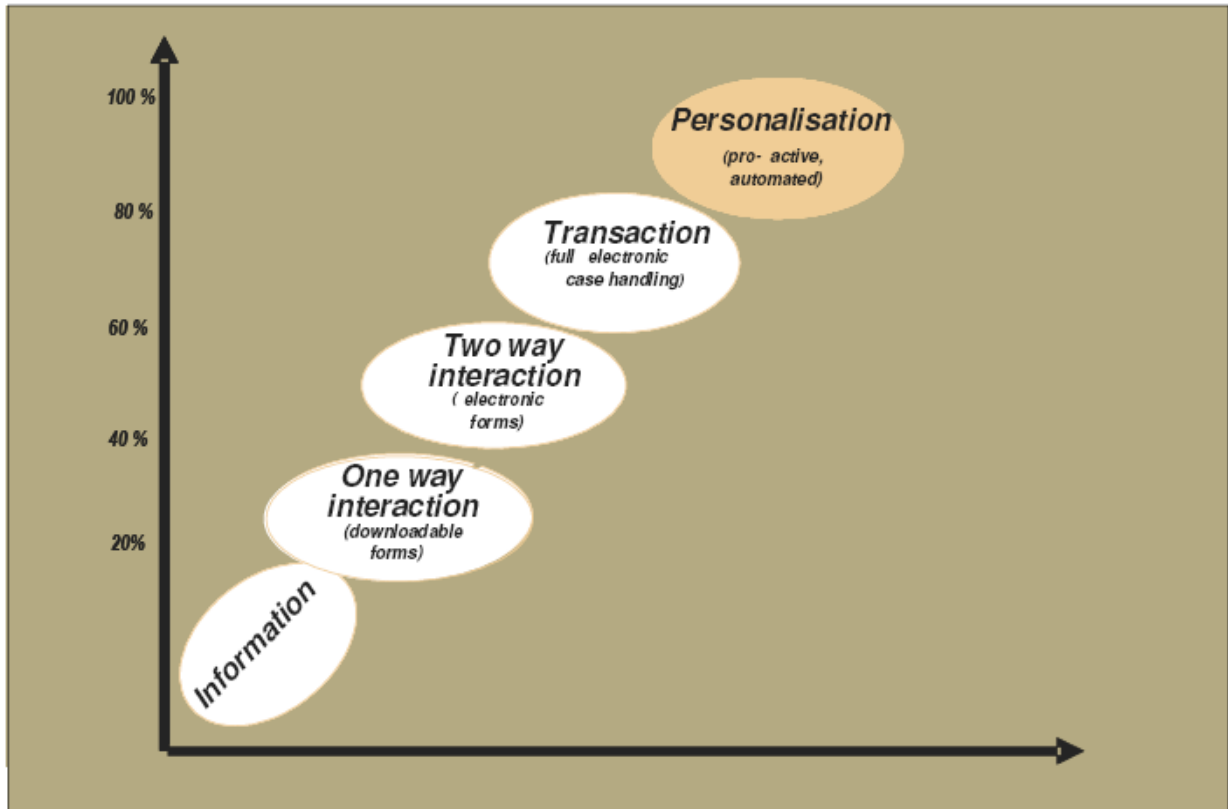 100 %
Personalisation
(pro- active,
automated)
80 %
Transaction
(full electronic
case handling)
60 %
Two way
interaction
( electronic
forms)
40 %
One way
interaction
(downloadable
forms)
20%
Information